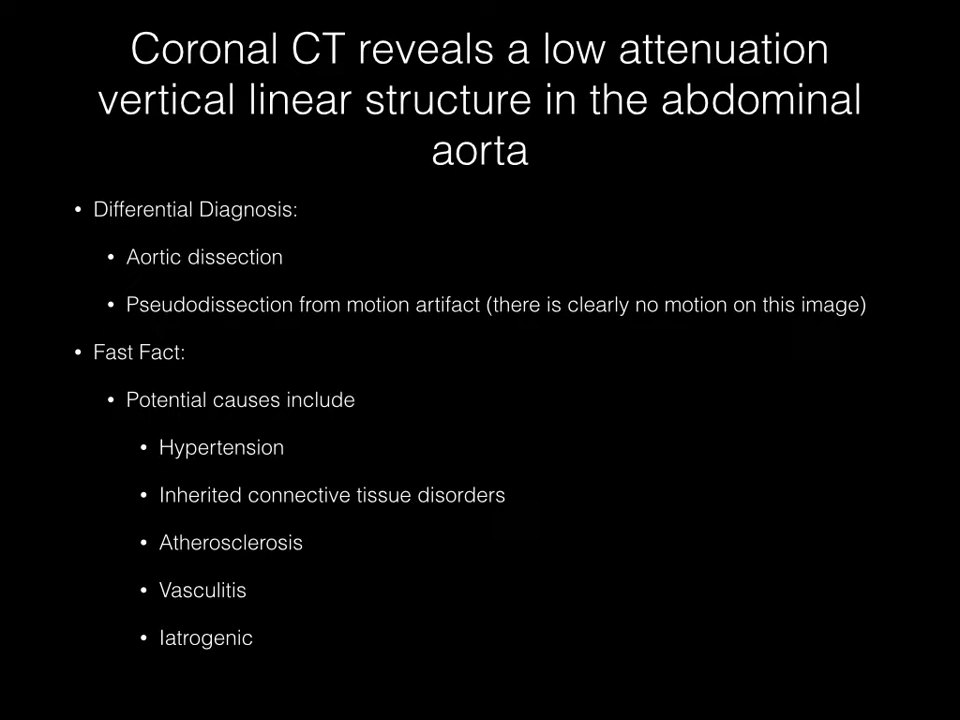 Coronal CT reveals a low attenuation
vertical linear structure in the abdominal
aorta
• Differential Diagnosis:
• Aortic dissection
• Pseudodissection from motion artifact (there is clearly no motion on this image)
• Fast Fact:
• Potential causes include
• Hypertension
• Inherited connective tissue disorders
• Atherosclerosis
• Vasculitis
• Iatrogenic